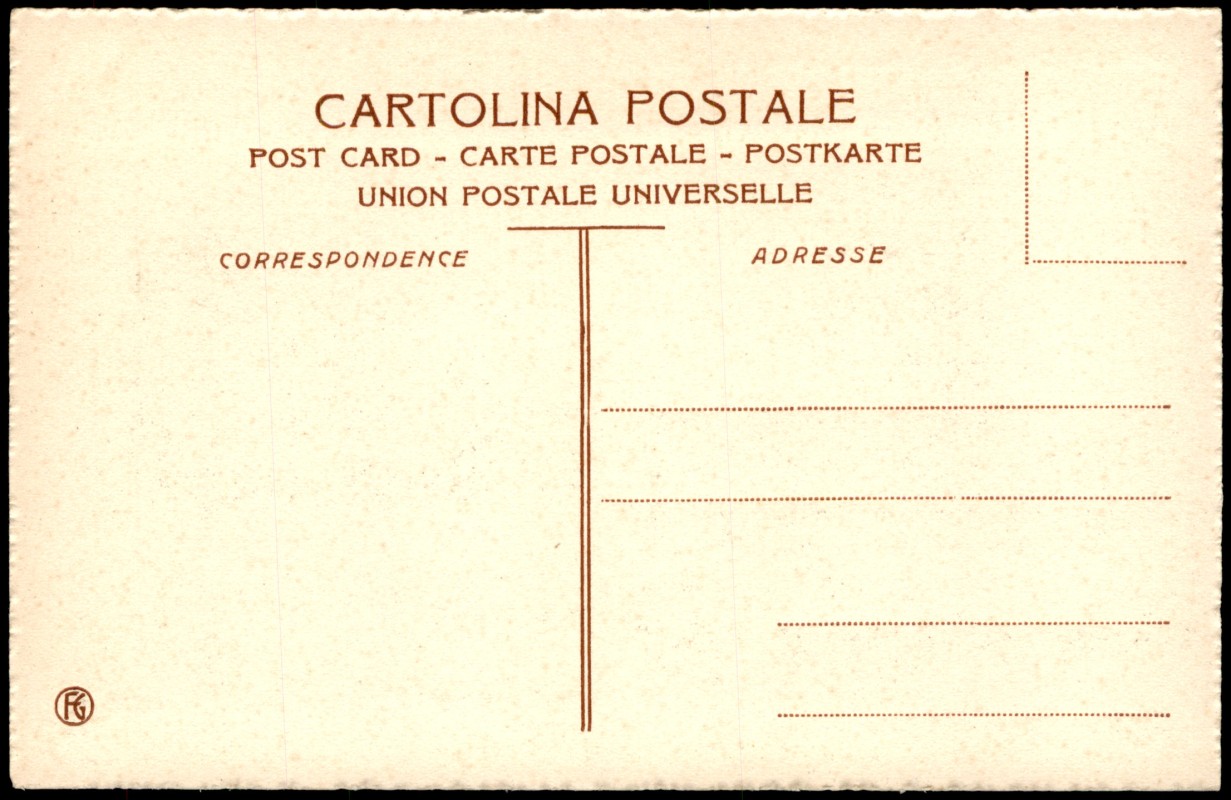 CARTOLINA POSTALE
POST CARD - CARTE POSTALE - POSTKARTE
UNION POSTALE UNIVERSELLE
CORRESPONDENCE
ADRESSE
FG